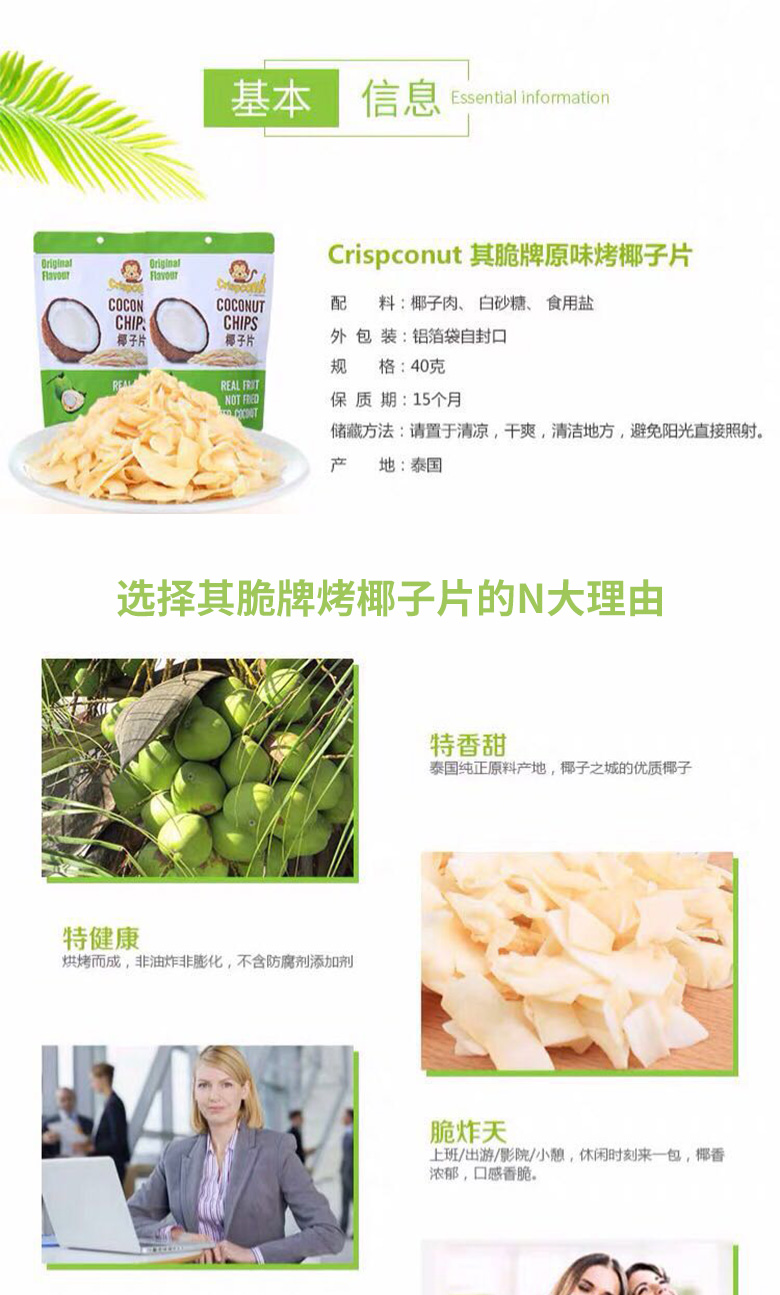 基本 信息 Essential information
Original Flavour
Original Flavour
Crispconut
Crispconut
COCONUT
CHIPS
椰子片
COCONUT
CHIPS
椰子片
REAL FRUIT
NOT FRIED
COCONUT
Crispconut 其脆牌原味烤椰子片
配 料：椰子肉、 白砂糖、 食用盐
外 包 装：铝箔袋自封口
规 格：40克
保 质 期：15个月
储藏方法：请置于清凉，干爽，清洁地方，避免阳光直接照射。
产 地：泰国
选择其脆牌烤椰子片的N大理由
特香甜
泰国纯正原料产地，椰子之城的优质椰子
特健康
烘烤而成，非油炸非膨化，不含防腐剂添加剂
脆炸天
上班/出游/影院/小憩，休闲时刻来一包，椰香
浓郁，口感香脆。